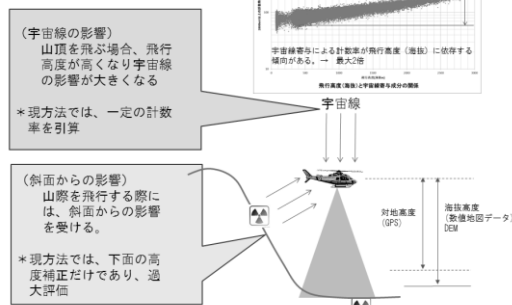 （宇宙線の影響）
山頂を飛ぶ場合、飛行
高度が高くなり宇宙線
の影響が大きくなる
＊現方法では、一定の計数
率を引算
宇宙線寄与による計数率が飛行高度（海抜）に依存する
傾向がある。→ 最大2倍
飛行高度(海抜)と宇宙線寄与成分の関係
宇宙線
（斜面からの影響）
山際を飛行する際に
は、斜面からの影響
を受ける。
＊現方法では、下面の高
度補正だけであり、過
大評価
対地高度
(GPS)
海抜高度
(数値地図データ)
DEM